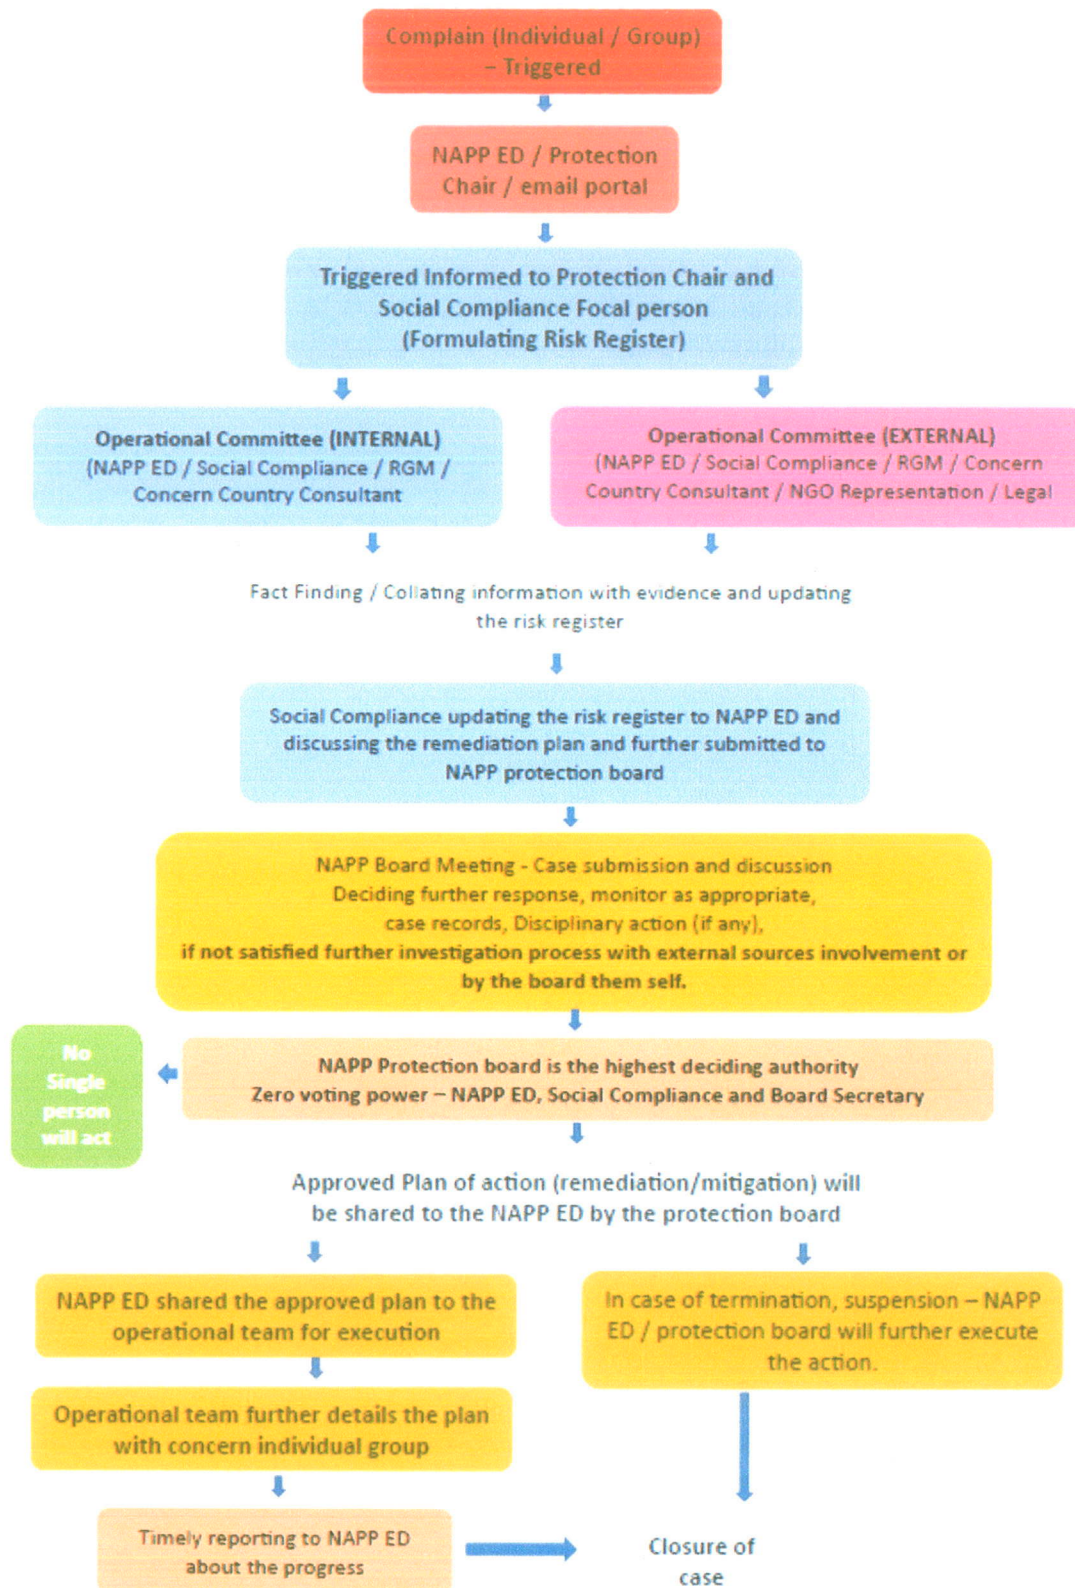 Complain (Individual / Group)
– Triggered
NAPP ED / Protection
Chair / email portal
Triggered Informed to Protection Chair and
Social Compliance Focal person
(Formulating Risk Register)
Operational Committee (INTERNAL)
(NAPP ED / Social Compliance / RGM /
Concern Country Consultant
Operational Committee (EXTERNAL)
(NAPP ED / Social Compliance / RGM / Concern
Country Consultant / NGO Representation / Legal
Fact Finding / Collating information with evidence and updating
the risk register
Social Compliance updating the risk register to NAPP ED and
discussing the remediation plan and further submitted to
NAPP protection board
NAPP Board Meeting - Case submission and discussion
Deciding further response, monitor as appropriate,
case records, Disciplinary action (if any),
if not satisfied further investigation process with external sources involvement or
by the board them self.
No
Single
person
will act
NAPP Protection board is the highest deciding authority
Zero voting power – NAPP ED, Social Compliance and Board Secretary
Approved Plan of action (remediation/mitigation) will
be shared to the NAPP ED by the protection board
NAPP ED shared the approved plan to the
operational team for execution
In case of termination, suspension – NAPP
ED / protection board will further execute
the action.
Operational team further details the plan
with concern individual group
Timely reporting to NAPP ED
about the progress
Closure of
case